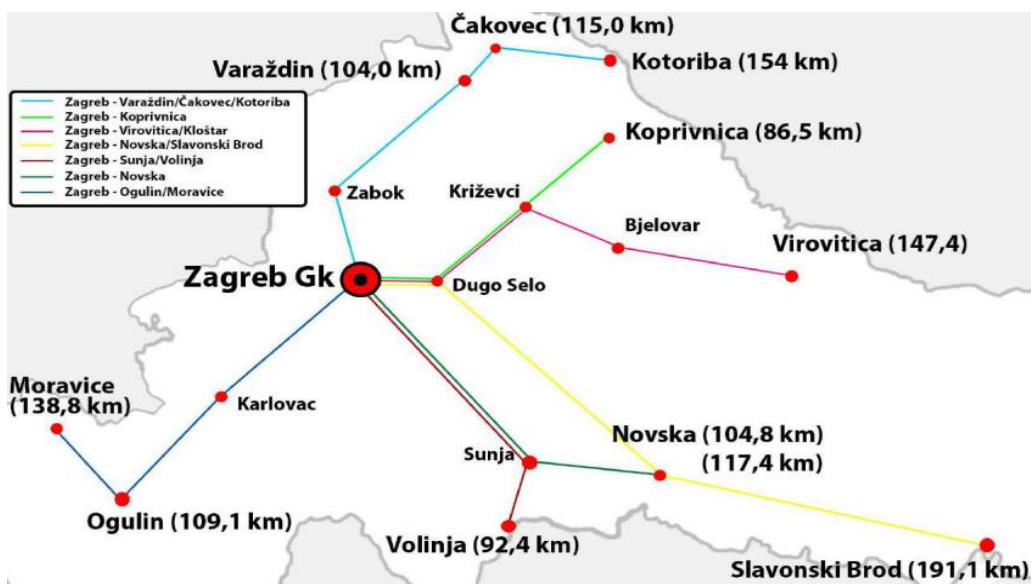 Čakovec (115,0 km)
Varaždin (104,0 km)
Kotoriba (154 km)
Zagreb - Varaždin/Čakovec/Kotoriba
Zagreb - Koprivnica
Zagreb - Virovitica/Kloštar
Zagreb - Novska/Slavonski Brod
Zagreb - Sunja/Volinja
Zagreb - Novska
Zagreb - Ogulin/Moravice
Koprivnica (86,5 km)
Zabok
Križevci
Bjelovar
Virovitica (147,4)
Zagreb Gk
Dugo Selo
Moravice
(138,8 km)
Karlovac
Novska (104,8 km)
(117,4 km)
Sunja
Ogulin (109,1 km)
Volinja (92,4 km)
Slavonski Brod (191,1 km)